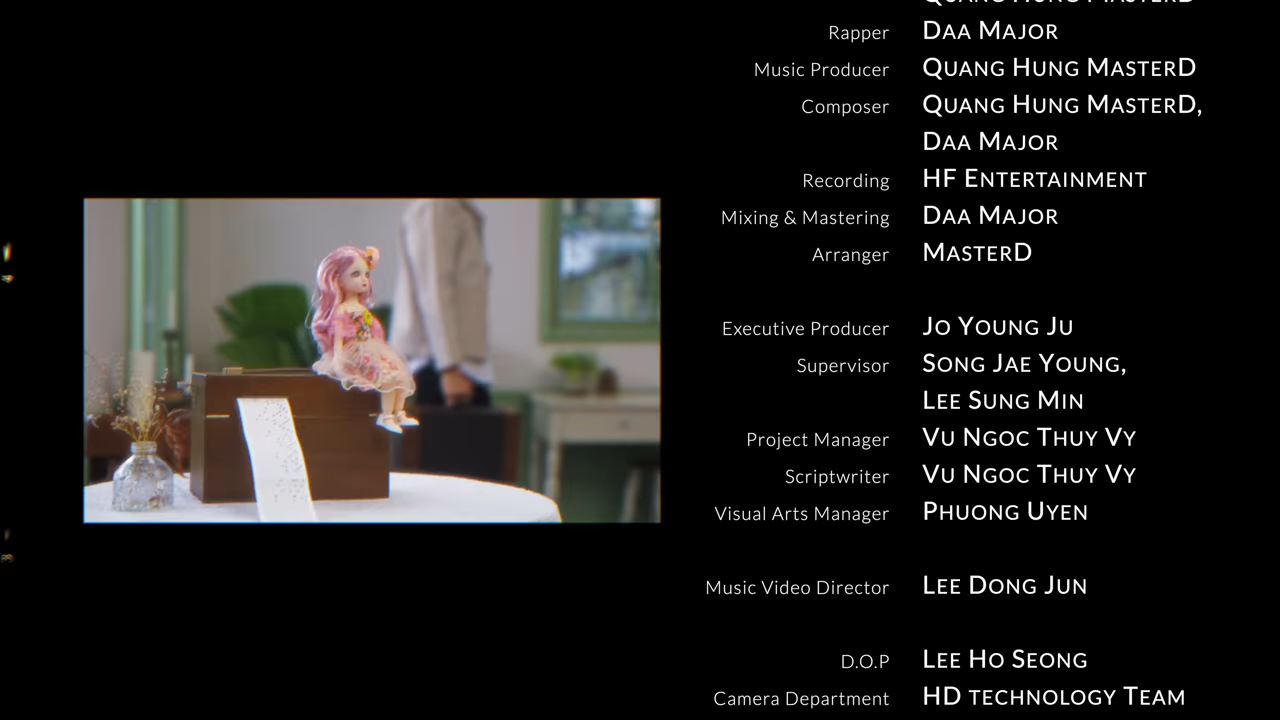 QUANG HUNG MASTERD
Rapper DAA MAJOR
Music Producer QUANG HUNG MASTERD
Composer QUANG HUNG MASTERD,
DAA MAJOR
Recording HF ENTERTAINMENT
Mixing & Mastering DAA MAJOR
Arranger MASTERD
Executive Producer JO YOUNG JU
Supervisor SONG JAE YOUNG,
LEE SUNG MIN
Project Manager VU NGOC THUY VY
Scriptwriter VU NGOC THUY VY
Visual Arts Manager PHUONG UYEN
Music Video Director LEE DONG JUN
D.O.P LEE HO SEONG
Camera Department HD TECHNOLOGY TEAM